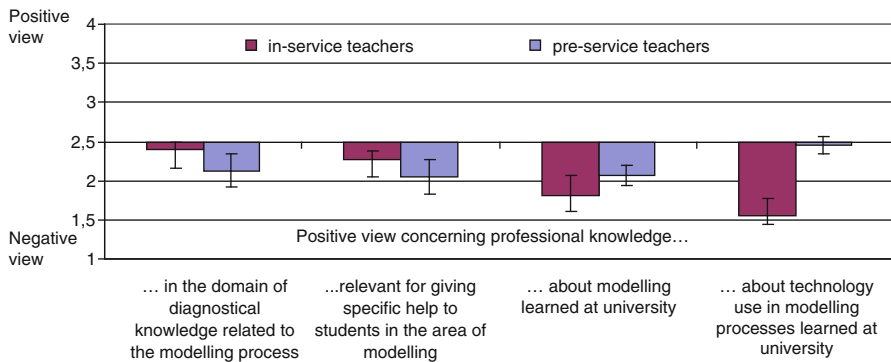 Positive
view
4
in-service teachers
pre-service teachers
3,5
3
2,5
2
1,5
Negative
view
1
Positive view concerning professional knowledge…
… in the domain of
diagnostical
knowledge related to
the modelling process
...relevant for giving
specific help to
students in the area of
modelling
… about modelling
learned at university
… about technology
use in modelling
processes learned at
university